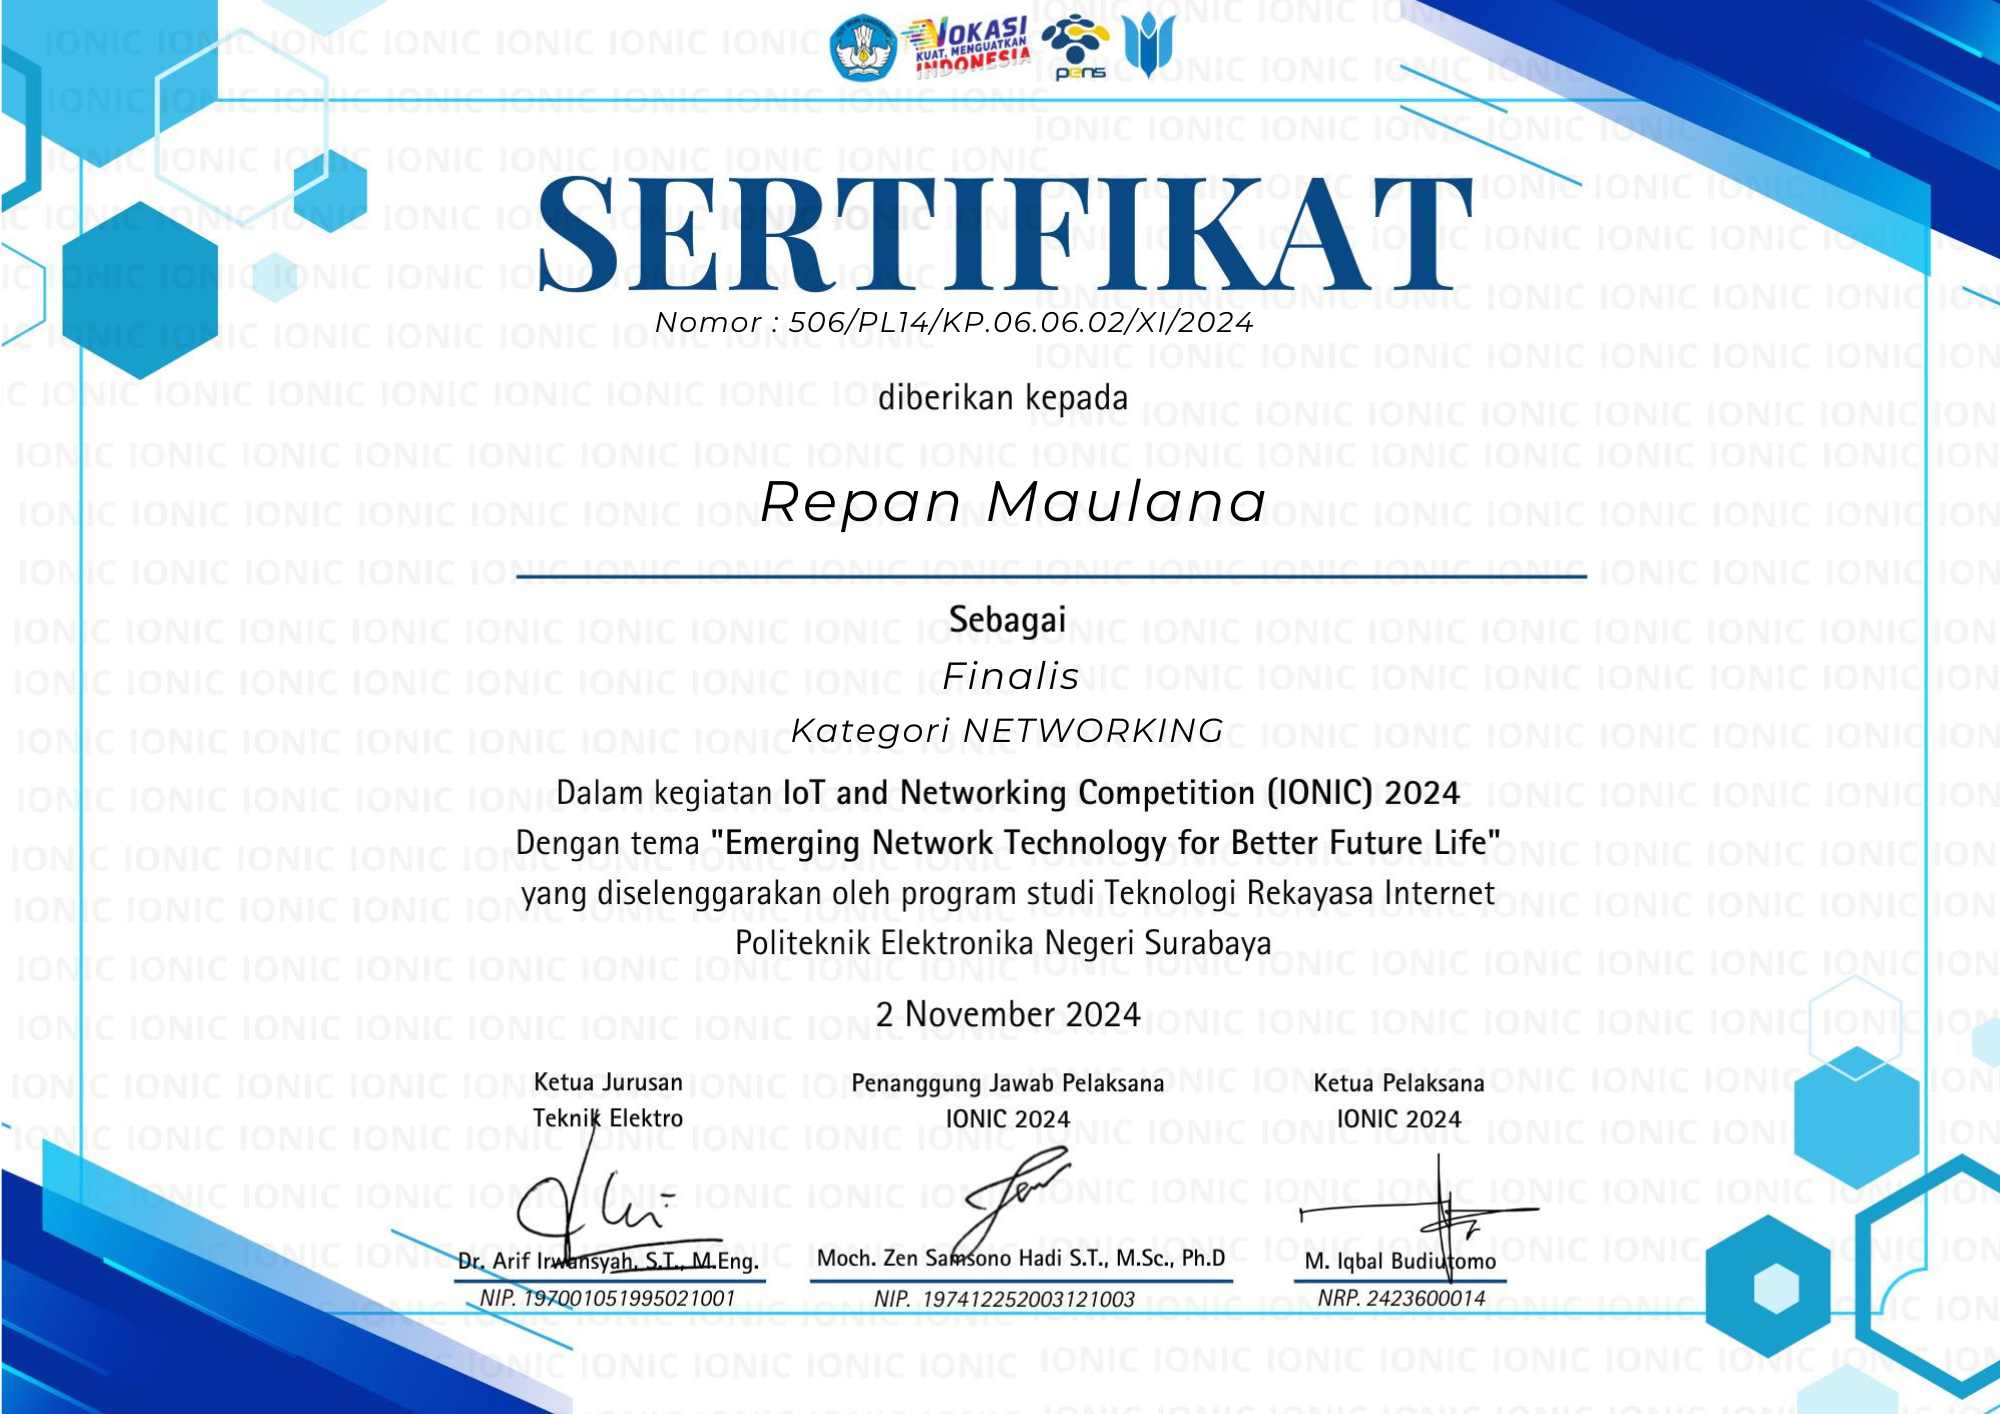 VOKASI
KUAT, MENGUATKAN
INDONESIA
pens
SERTIFIKAT
Nomor : 506/PL14/KP.06.06.02/XI/2024
diberikan kepada
Repan Maulana
Sebagai
Finalis
Kategori NETWORKING
Dalam kegiatan IoT and Networking Competition (IONIC) 2024
Dengan tema "Emerging Network Technology for Better Future Life"
yang diselenggarakan oleh program studi Teknologi Rekayasa Internet
Politeknik Elektronika Negeri Surabaya
2 November 2024
Ketua Jurusan
Teknik Elektro
Dr. Arif Irwansyah, S.T., M.Eng.
NIP. 197001051995021001
Penanggung Jawab Pelaksana
IONIC 2024
Moch. Zen Samsono Hadi S.T., M.Sc., Ph.D
NIP. 197412252003121003
Ketua Pelaksana
IONIC 2024
M. Iqbal Budiutomo
NRP. 2423600014